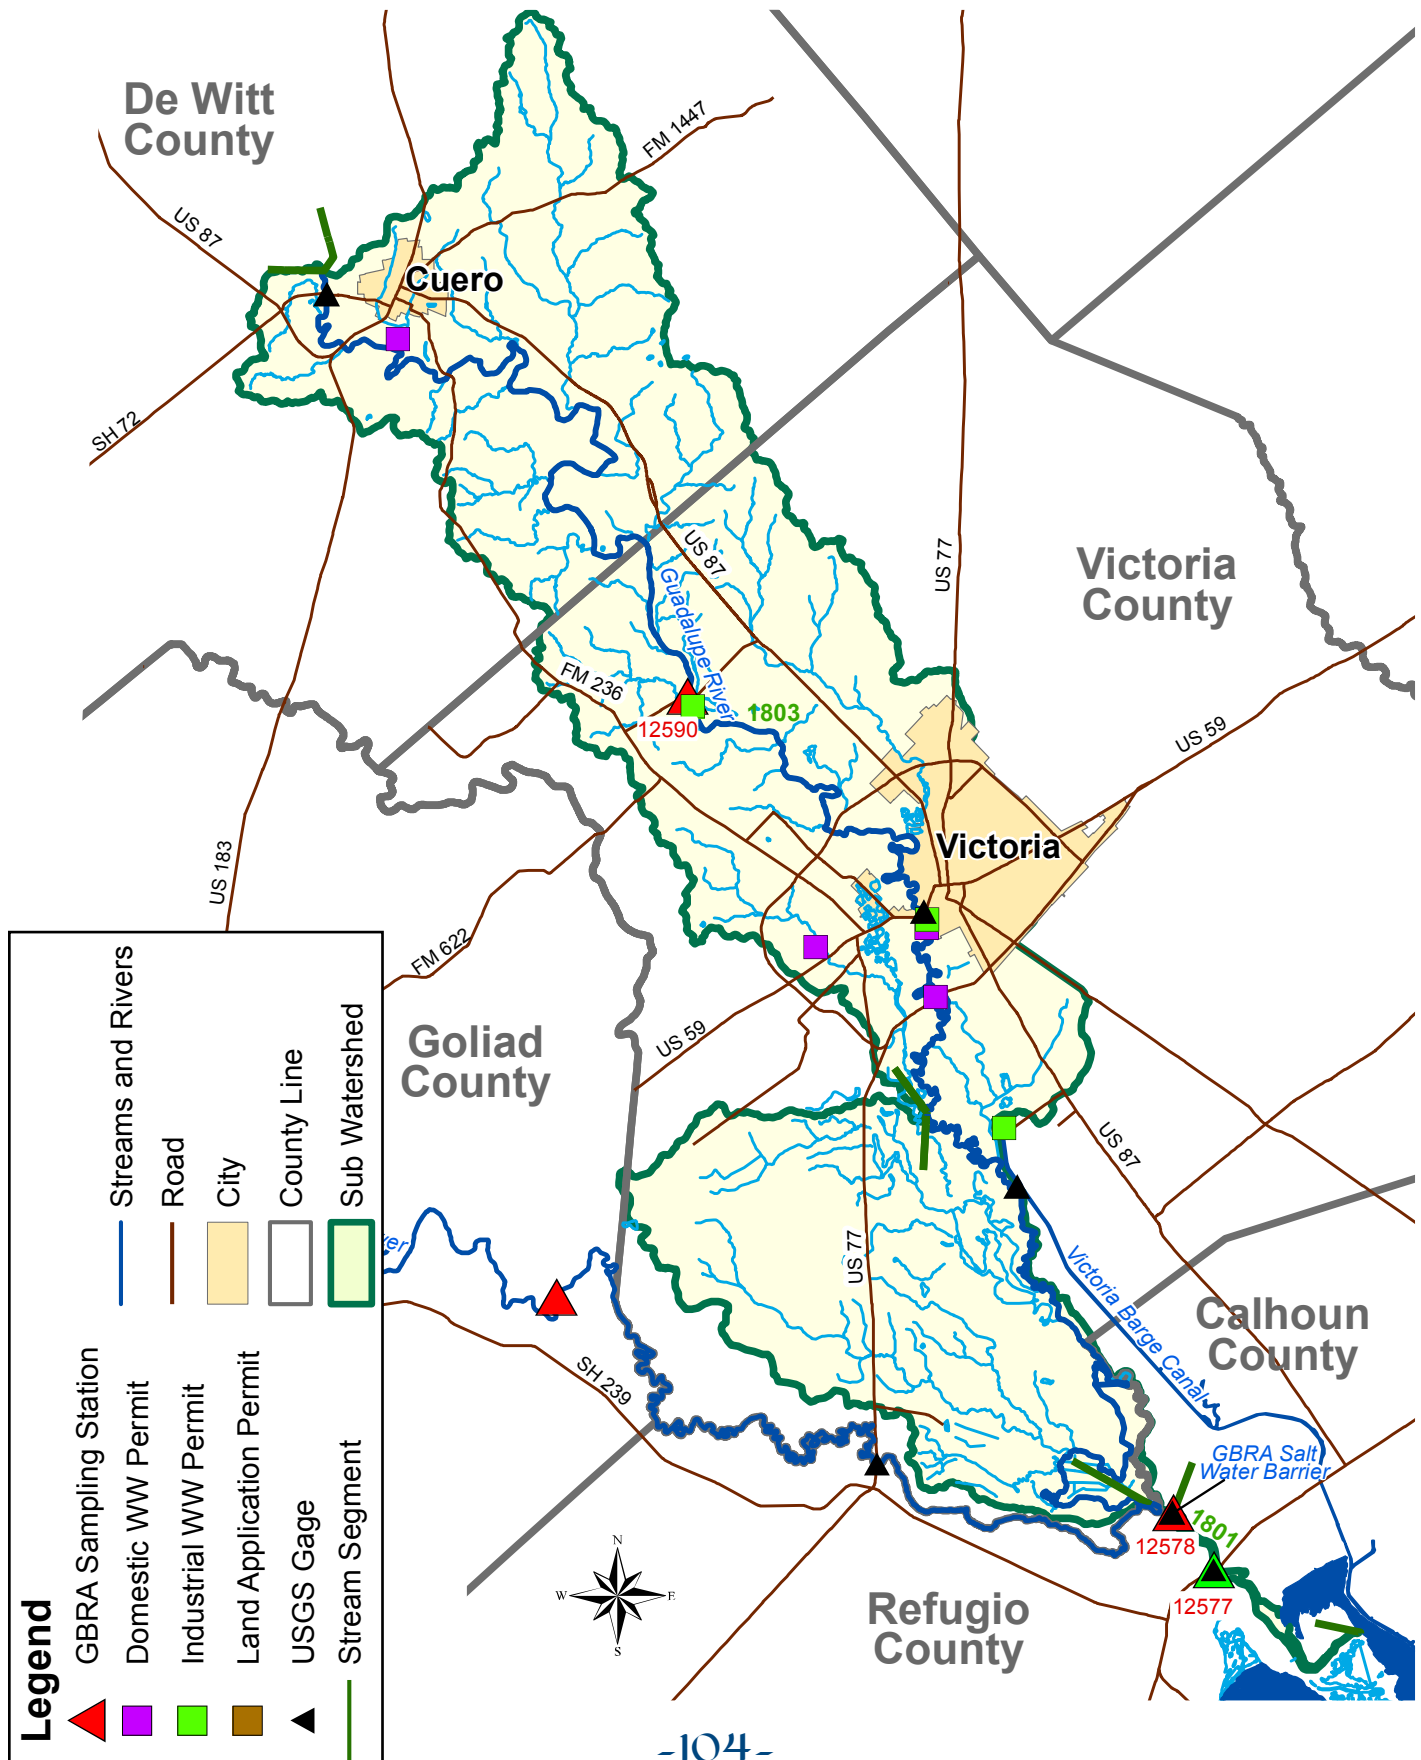 De Witt
County
FM 1447
US 87
Cuero
SH 72
US 77
Victoria
County
US 87
Guadalupe River
FM 236
1803
12590
US 59
Victoria
US 183
FM 622
US 59
Goliad
County
US 87
US 77
Victoria Barge Canal
Calhoun
County
SH 239
GBRA Salt
Water Barrier
1801
12578
12577
Refugio
County
N
W
E
S
Legend
GBRA Sampling Station
Domestic WW Permit
Industrial WW Permit
Land Application Permit
USGS Gage
Stream Segment
Streams and Rivers
Road
City
County Line
Sub Watershed
-104-